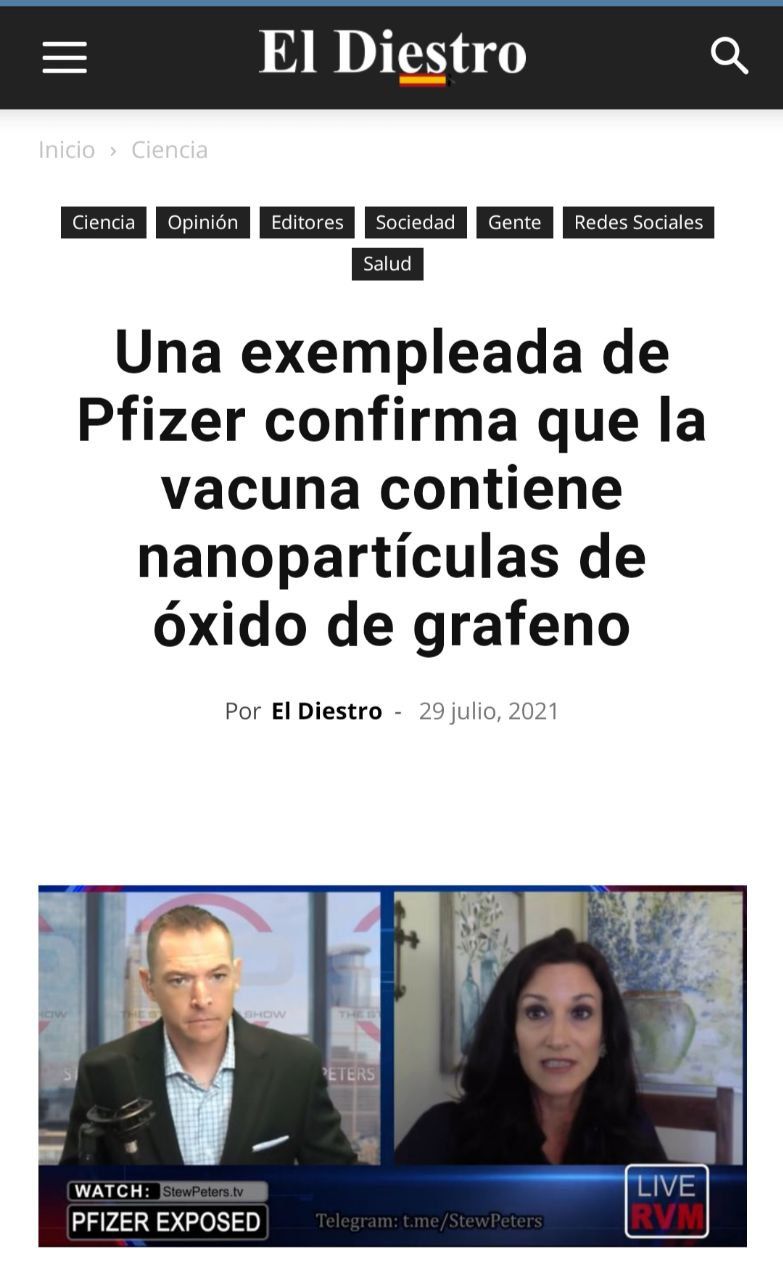 El Diestro
Inicio › Ciencia
Ciencia Opinión Editores Sociedad Gente Redes Sociales
Salud
Una exempleada de
Pfizer confirma que la
vacuna contiene
nanopartículas de
óxido de grafeno
Por El Diestro - 29 julio, 2021
SHOW
PETERS
WATCH: StewPeters.tv
PFIZER EXPOSED
Telegram: t.me/StewPeters
LIVE
RVM